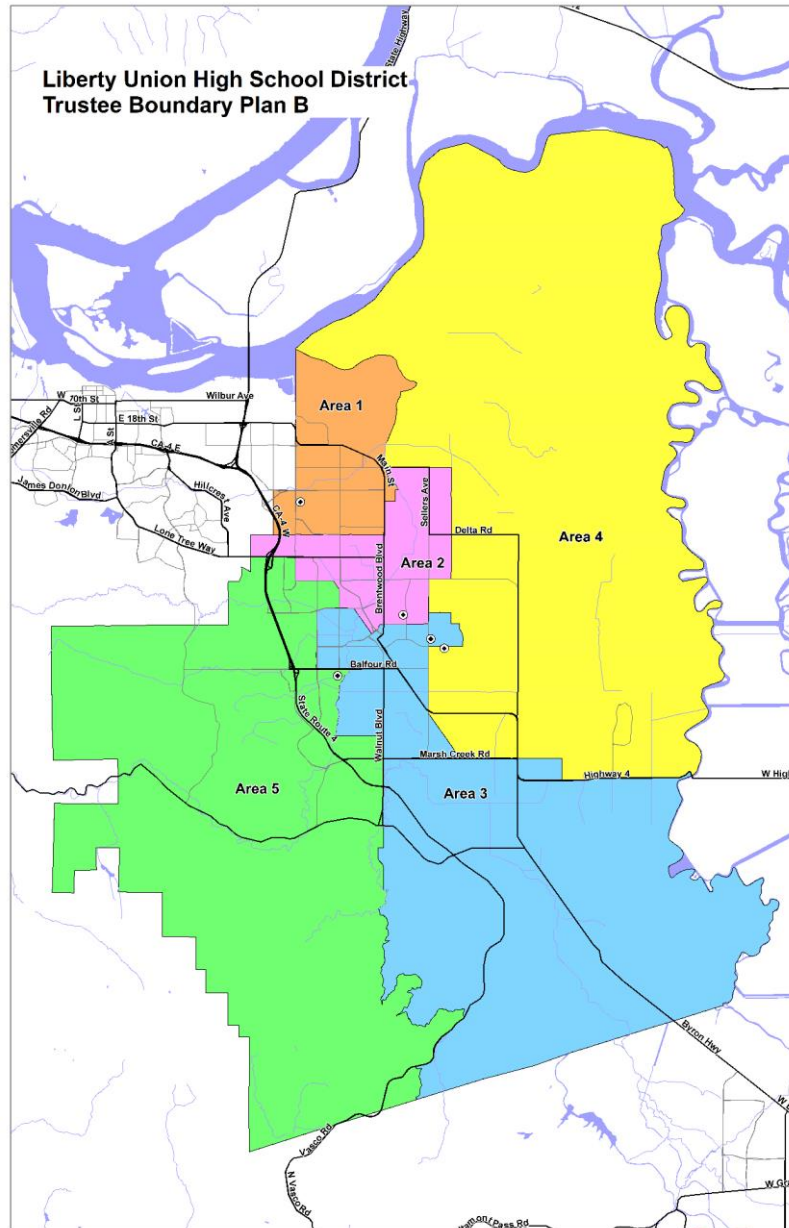 State Highway
Liberty Union High School District
Trustee Boundary Plan B
W 10th St
Wilbur Ave
L St
A St
E 18th St
CA-4 E
James Donlon Blvd
Hillcrest Ave
Lone Tree Way
CA-4 W
Area 1
Main St
Sellers Ave
Delta Rd
Area 4
Area 2
Brentwood Blvd
Balfour Rd
State Route 4
Walnut Blvd
Marsh Creek Rd
Highway 4
W High
Area 5
Area 3
Byron Hwy
Vasco Rd
N Vasco Rd
W G